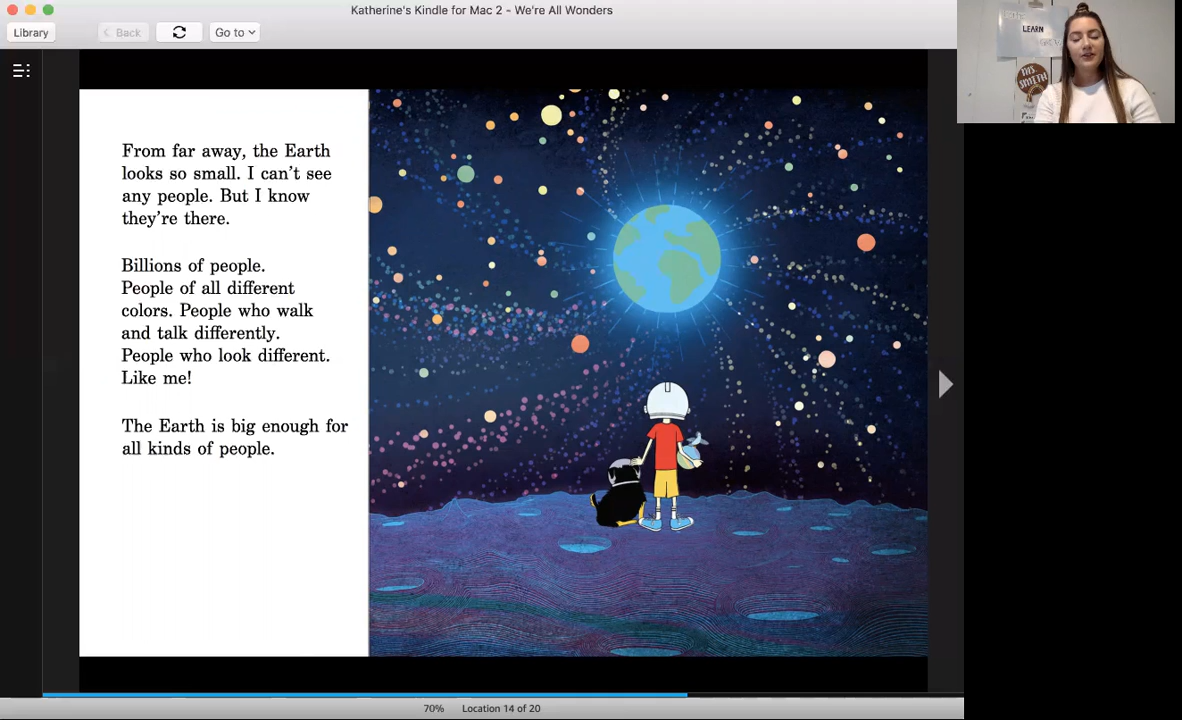 Katherine's Kindle for Mac 2 - We're All Wonders
Library
Back
Go to
From far away, the Earth
looks so small. I can't see
any people. But I know
they're there.
Billions of people.
People of all different
colors. People who walk
and talk differently.
People who look different.
Like me!
The Earth is big enough for
all kinds of people.
70%
Location 14 of 20
LEARN
MS.
SMITH